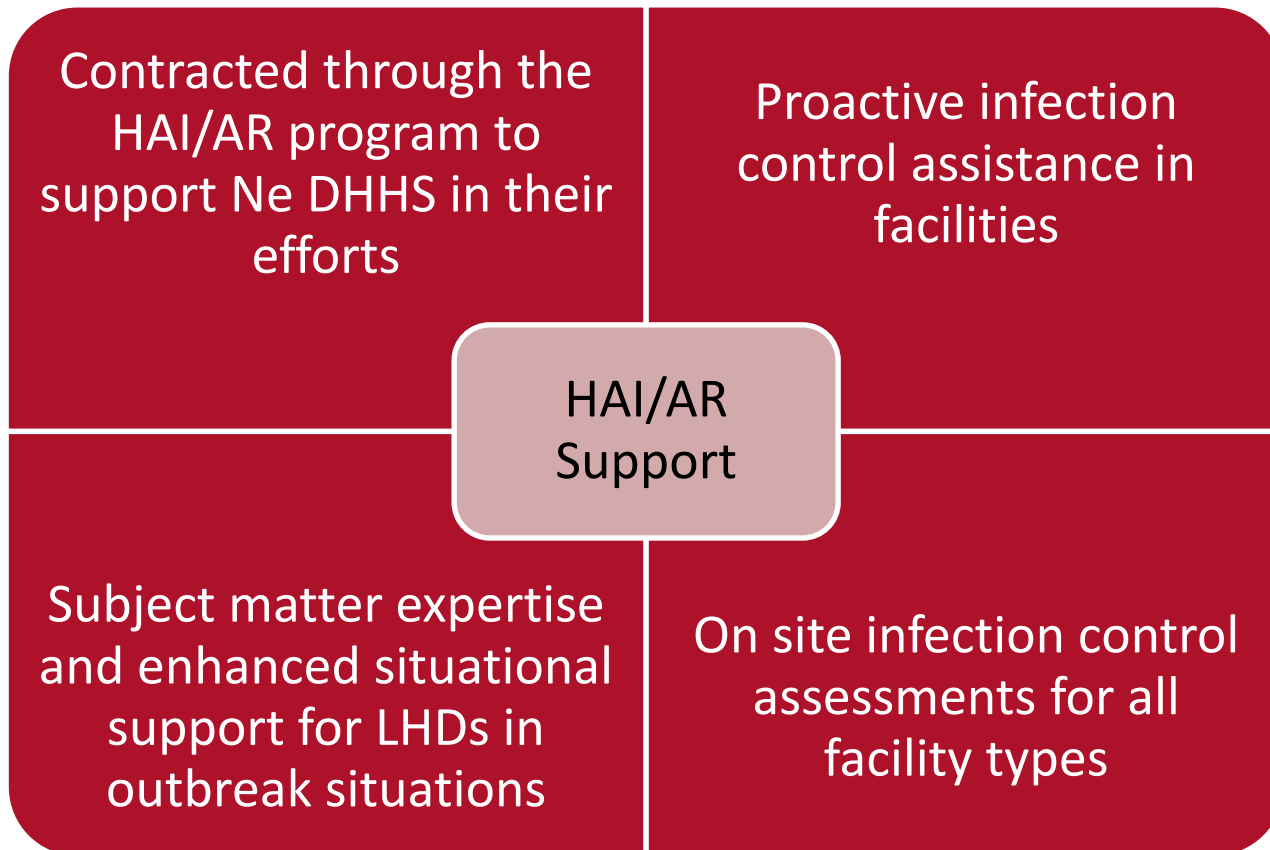 Contracted through the
HAI/AR program to
support Ne DHHS in their
efforts
Proactive infection
control assistance in
facilities
HAI/AR
Support
Subject matter expertise
and enhanced situational
support for LHDs in
outbreak situations
On site infection control
assessments for all
facility types